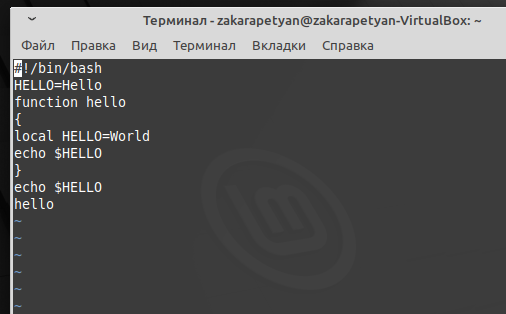 Терминал - zakarapetyan@zakarapetyan-VirtualBox: ~
Файл Правка Вид Терминал Вкладки Справка
#!/bin/bash
HELLO=Hello
function hello
{
local HELLO=World
echo $HELLO
}
echo $HELLO
hello
~
~
~
~
~
~